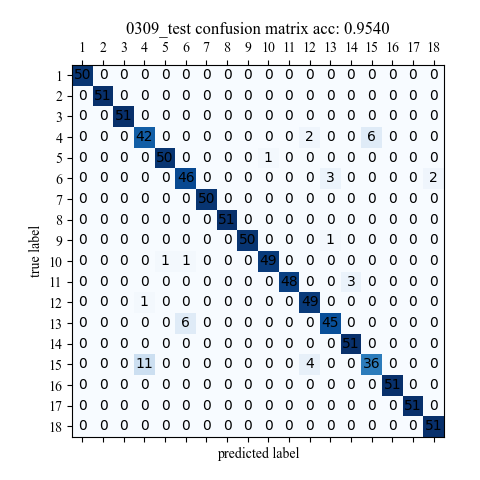 0309_test confusion matrix acc: 0.9540
1 2 3 4 5 6 7 8 9 10 11 12 13 14 15 16 17 18
1 50 0 0 0 0 0 0 0 0 0 0 0 0 0 0 0 0 0
2 0 51 0 0 0 0 0 0 0 0 0 0 0 0 0 0 0 0
3 0 0 51 0 0 0 0 0 0 0 0 0 0 0 0 0 0 0
4 0 0 0 42 0 0 0 0 0 0 0 2 0 0 6 0 0 0
5 0 0 0 0 50 0 0 0 0 1 0 0 0 0 0 0 0 0
6 0 0 0 0 0 46 0 0 0 0 0 0 3 0 0 0 0 2
7 0 0 0 0 0 0 50 0 0 0 0 0 0 0 0 0 0 0
8 0 0 0 0 0 0 0 51 0 0 0 0 0 0 0 0 0 0
9 0 0 0 0 0 0 0 0 50 0 0 0 1 0 0 0 0 0
10 0 0 0 0 1 1 0 0 0 49 0 0 0 0 0 0 0 0
11 0 0 0 0 0 0 0 0 0 0 48 0 0 3 0 0 0 0
12 0 0 0 1 0 0 0 0 0 0 0 49 0 0 0 0 0 0
13 0 0 0 0 0 6 0 0 0 0 0 0 45 0 0 0 0 0
14 0 0 0 0 0 0 0 0 0 0 0 0 0 51 0 0 0 0
15 0 0 0 11 0 0 0 0 0 0 0 4 0 0 36 0 0 0
16 0 0 0 0 0 0 0 0 0 0 0 0 0 0 0 51 0 0
17 0 0 0 0 0 0 0 0 0 0 0 0 0 0 0 0 51 0
18 0 0 0 0 0 0 0 0 0 0 0 0 0 0 0 0 0 51
true label
predicted label